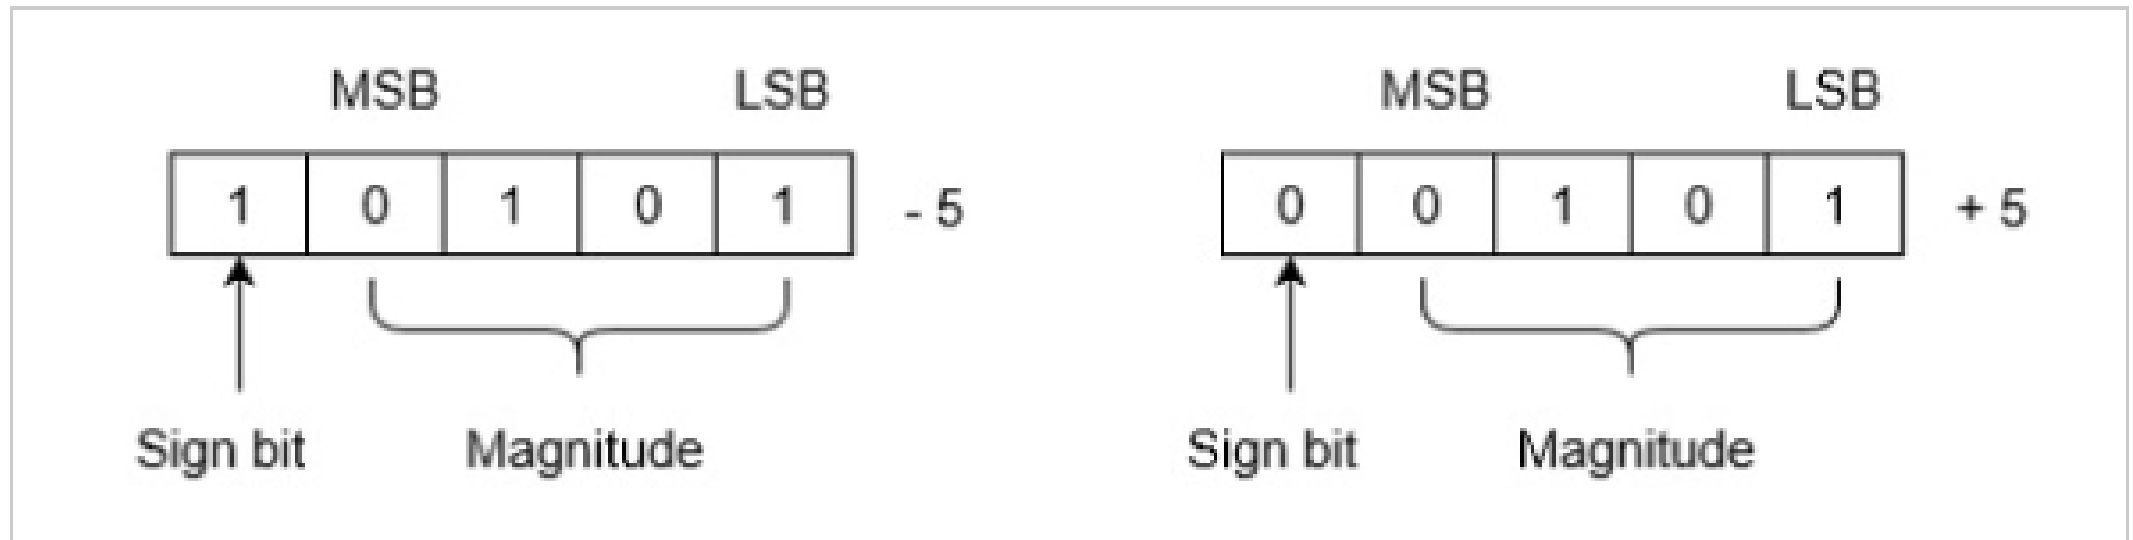 MSB LSB MSB LSB
1 0 1 0 1 - 5 0 0 1 0 1 + 5
Sign bit Magnitude Sign bit Magnitude